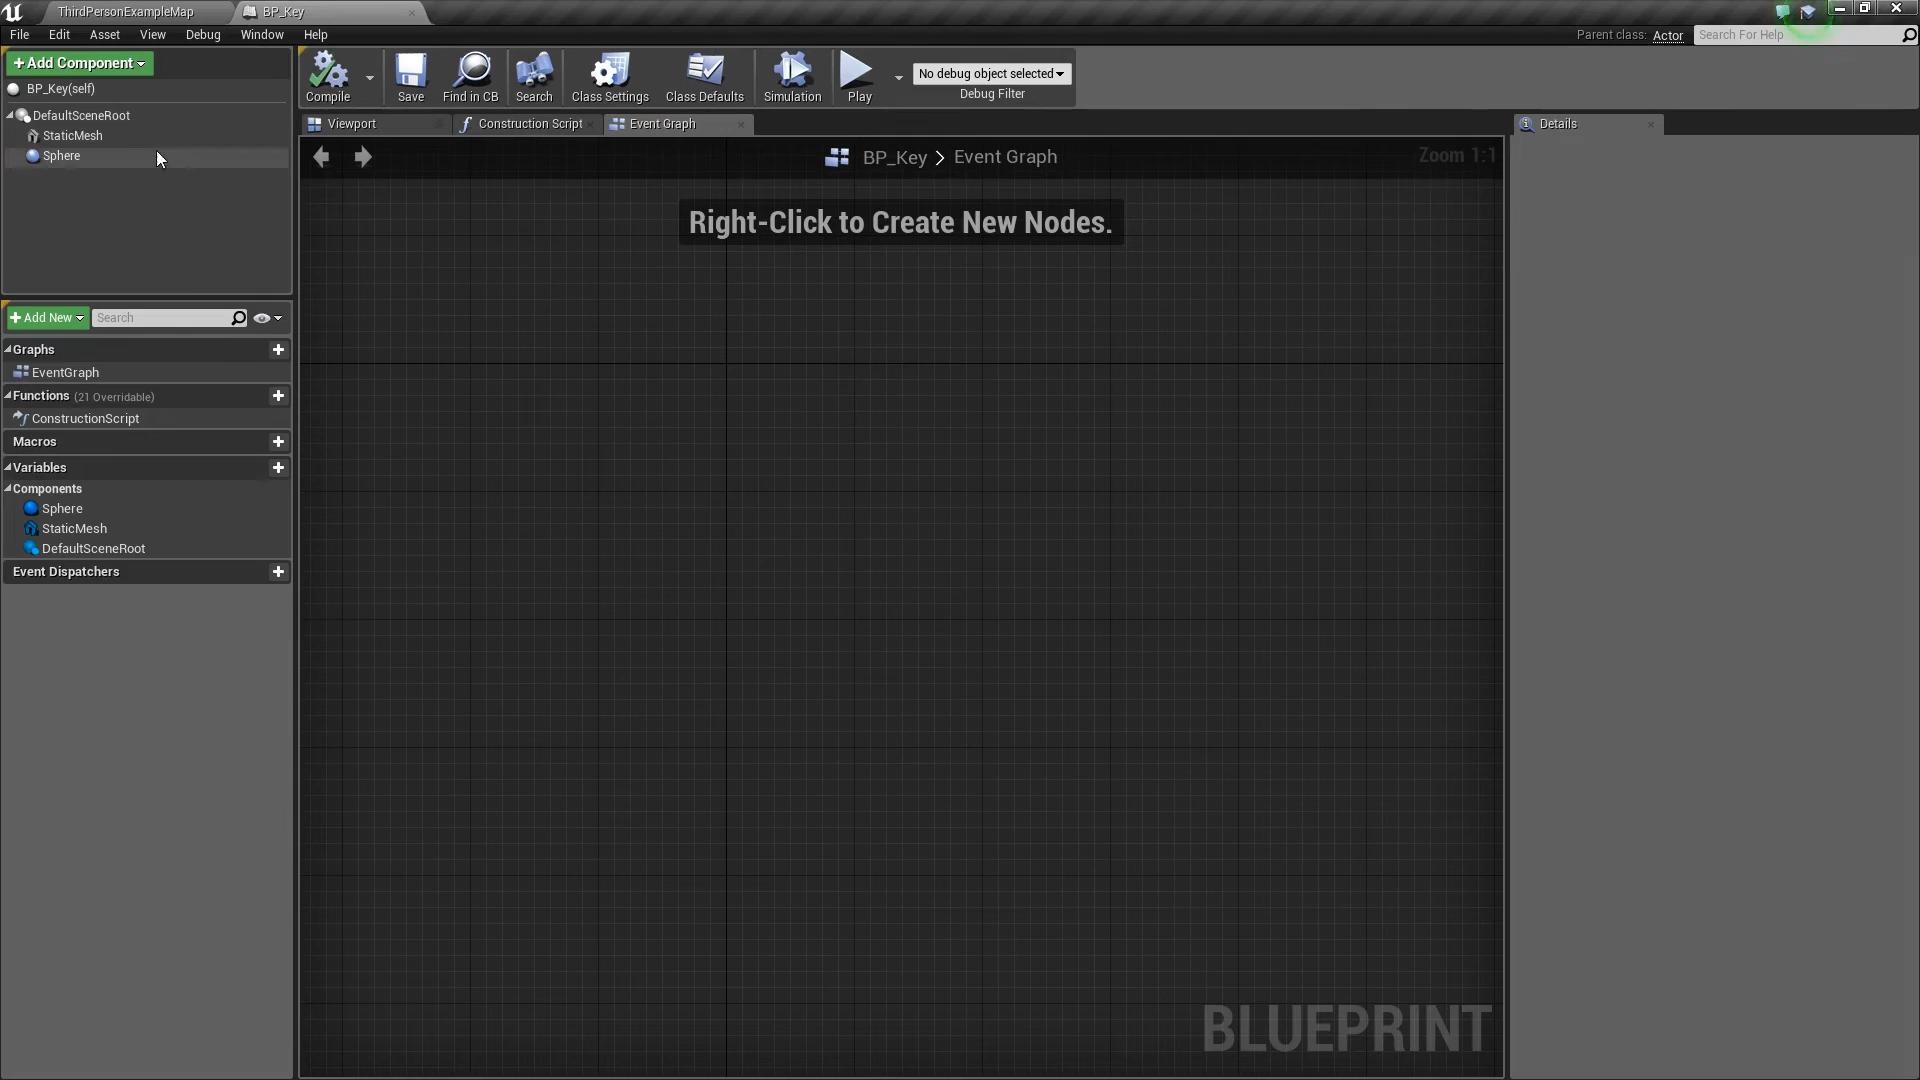 ThirdPersonExampleMap
BP_Key
File Edit Asset View Debug Window Help
Parent class: Actor
Search For Help
Add Component
BP_Key(self)
DefaultSceneRoot
StaticMesh
Sphere
Compile
Save
Find in CB
Search
Class Settings
Class Defaults
Simulation
Play
No debug object selected
Debug Filter
Viewport
Construction Script
Event Graph
Details
BP_Key > Event Graph
Zoom 1:1
Right-Click to Create New Nodes.
Add New
Search
Graphs
EventGraph
Functions (21 Overridable)
ConstructionScript
Macros
Variables
Components
Sphere
StaticMesh
DefaultSceneRoot
Event Dispatchers
BLUEPRINT